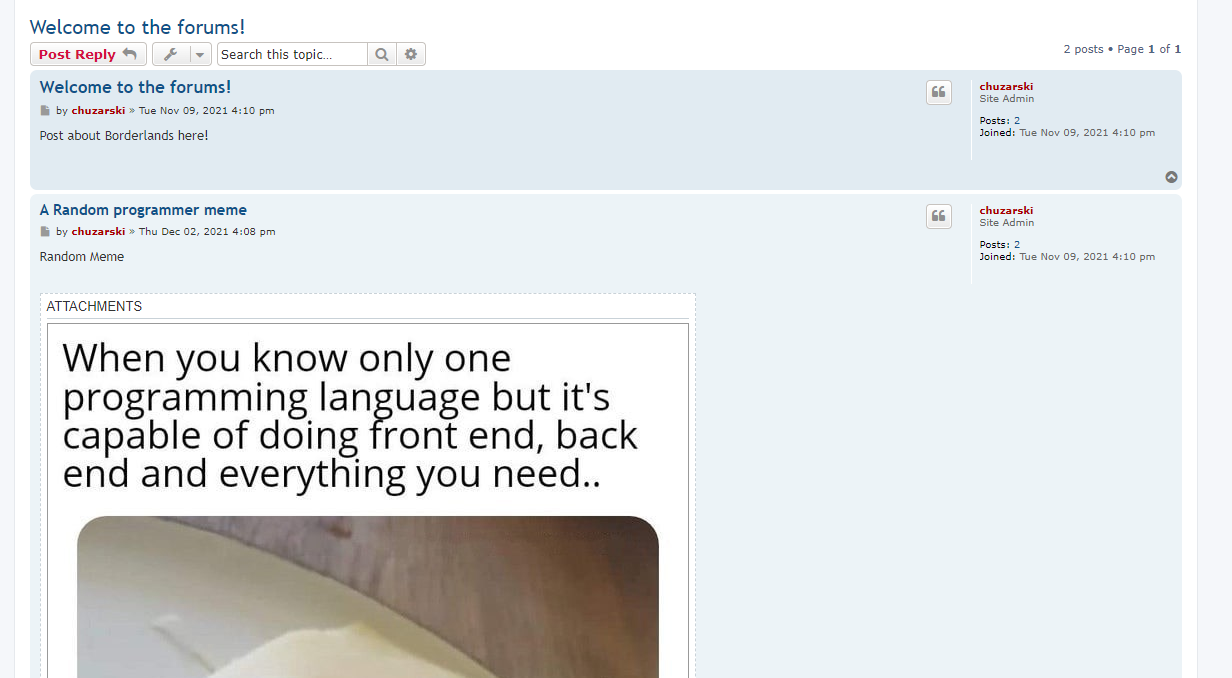 Welcome to the forums!
Post Reply
Search this topic…
2 posts • Page 1 of 1
Welcome to the forums!
by chuzarski » Tue Nov 09, 2021 4:10 pm
Post about Borderlands here!
chuzarski
Site Admin
Posts: 2
Joined: Tue Nov 09, 2021 4:10 pm
A Random programmer meme
by chuzarski » Thu Dec 02, 2021 4:08 pm
Random Meme
chuzarski
Site Admin
Posts: 2
Joined: Tue Nov 09, 2021 4:10 pm
ATTACHMENTS
When you know only one
programming language but it's
capable of doing front end, back
end and everything you need..